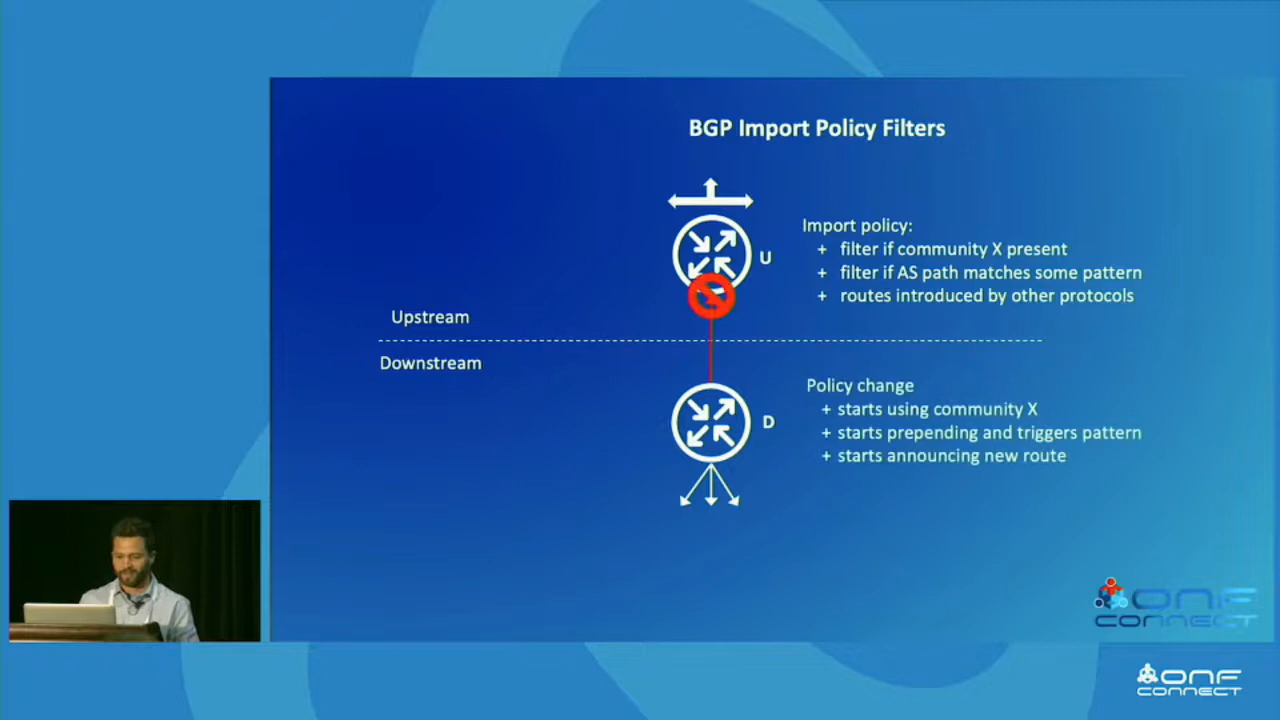 BGP Import Policy Filters
U
Import policy:
+ filter if community X present
+ filter if AS path matches some pattern
+ routes introduced by other protocols
Upstream
Downstream
D
Policy change
+ starts using community X
+ starts prepending and triggers pattern
+ starts announcing new route
ONF
CONNECT
ONF
CONNECT